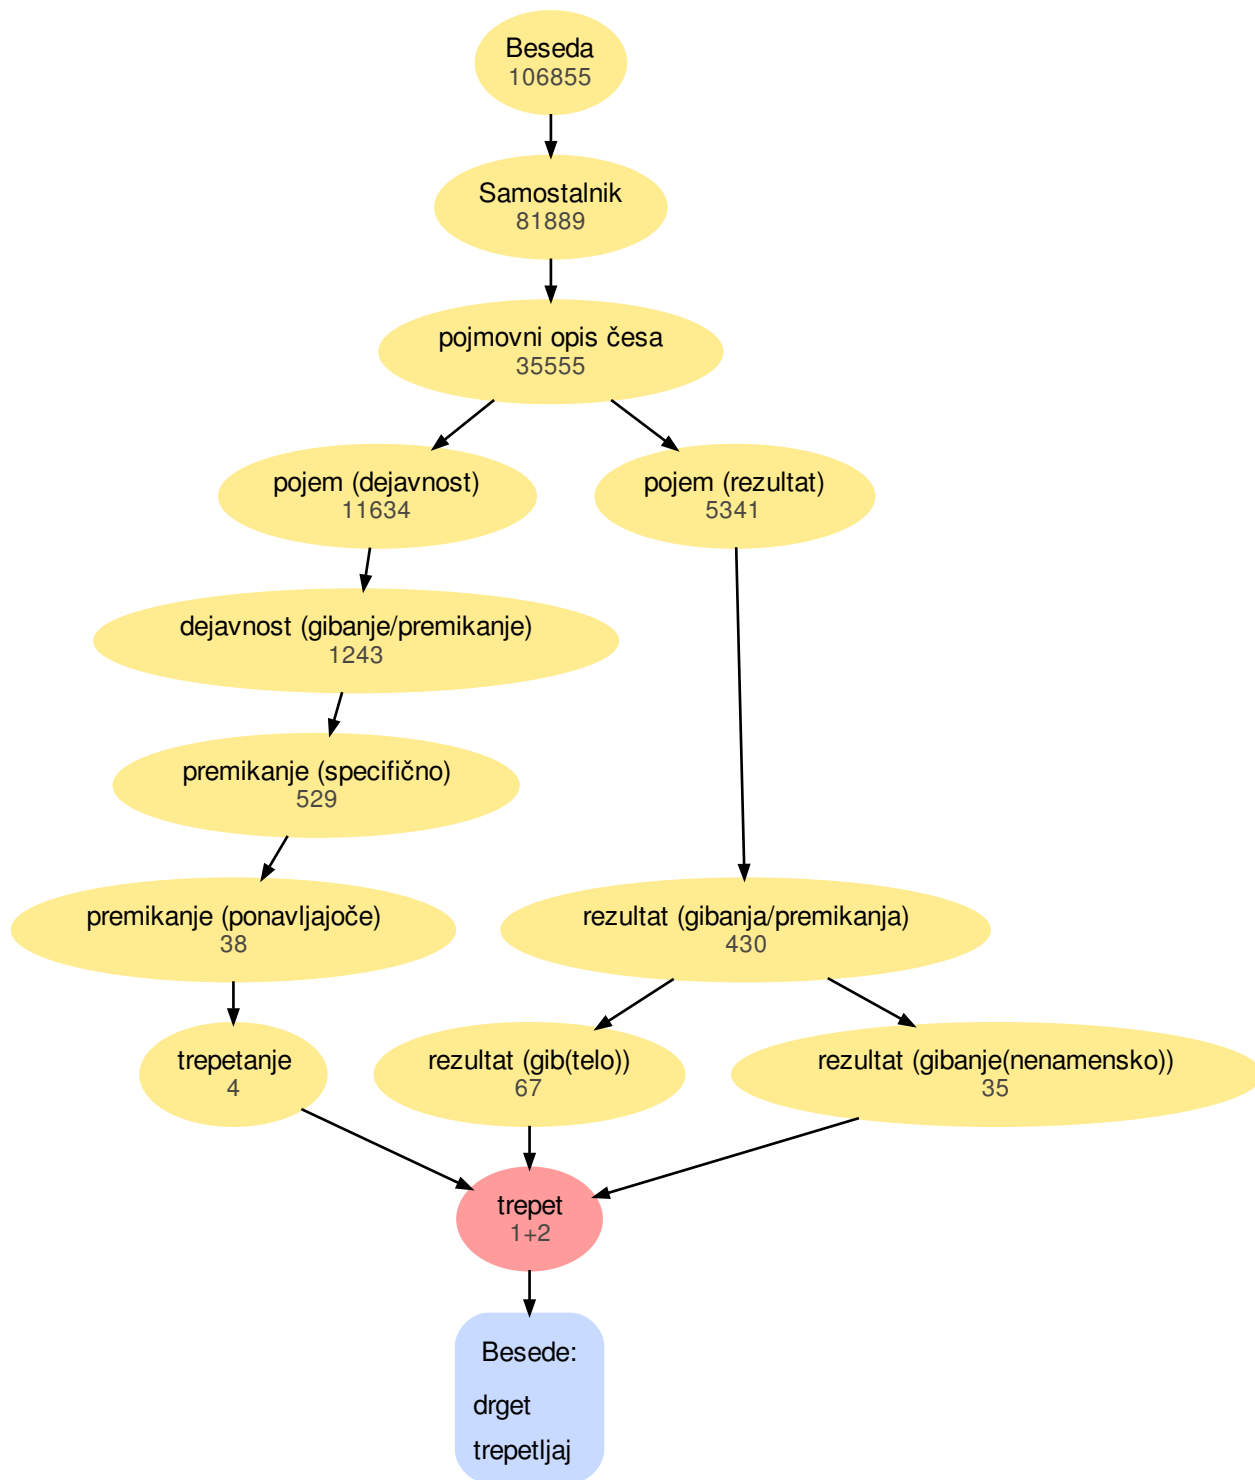 Beseda
106855
Samostalnik
81889
pojmovni opis česa
35555
pojem (dejavnost)
11634
pojem (rezultat)
5341
dejavnost (gibanje/premikanje)
1243
premikanje (specifično)
529
premikanje (ponavljajoče)
38
rezultat (gibanja/premikanja)
430
trepetanje
4
rezultat (gib(telo))
67
rezultat (gibanje(nenamensko))
35
trepet
1+2
Besede:
drget
trepetljaj